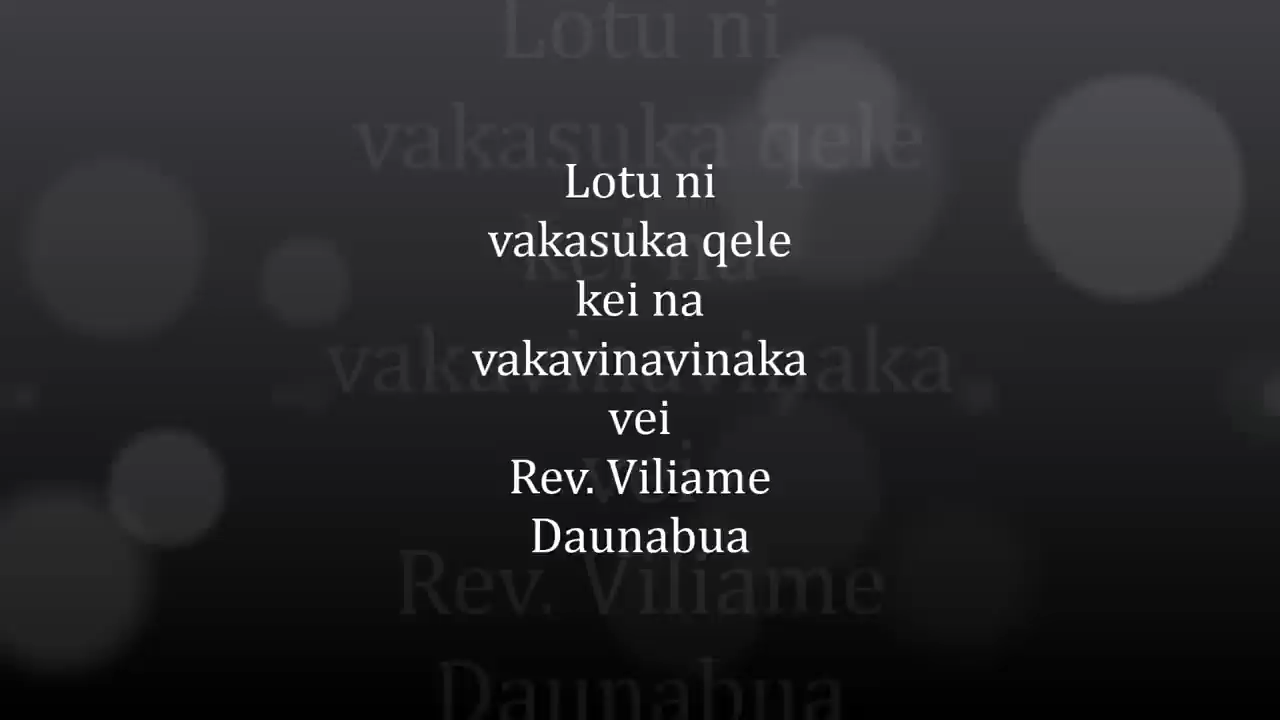 Lotu ni
vakasuka qele
kei na
vakavinavinaka
vei
Rev. Viliame
Daunabua